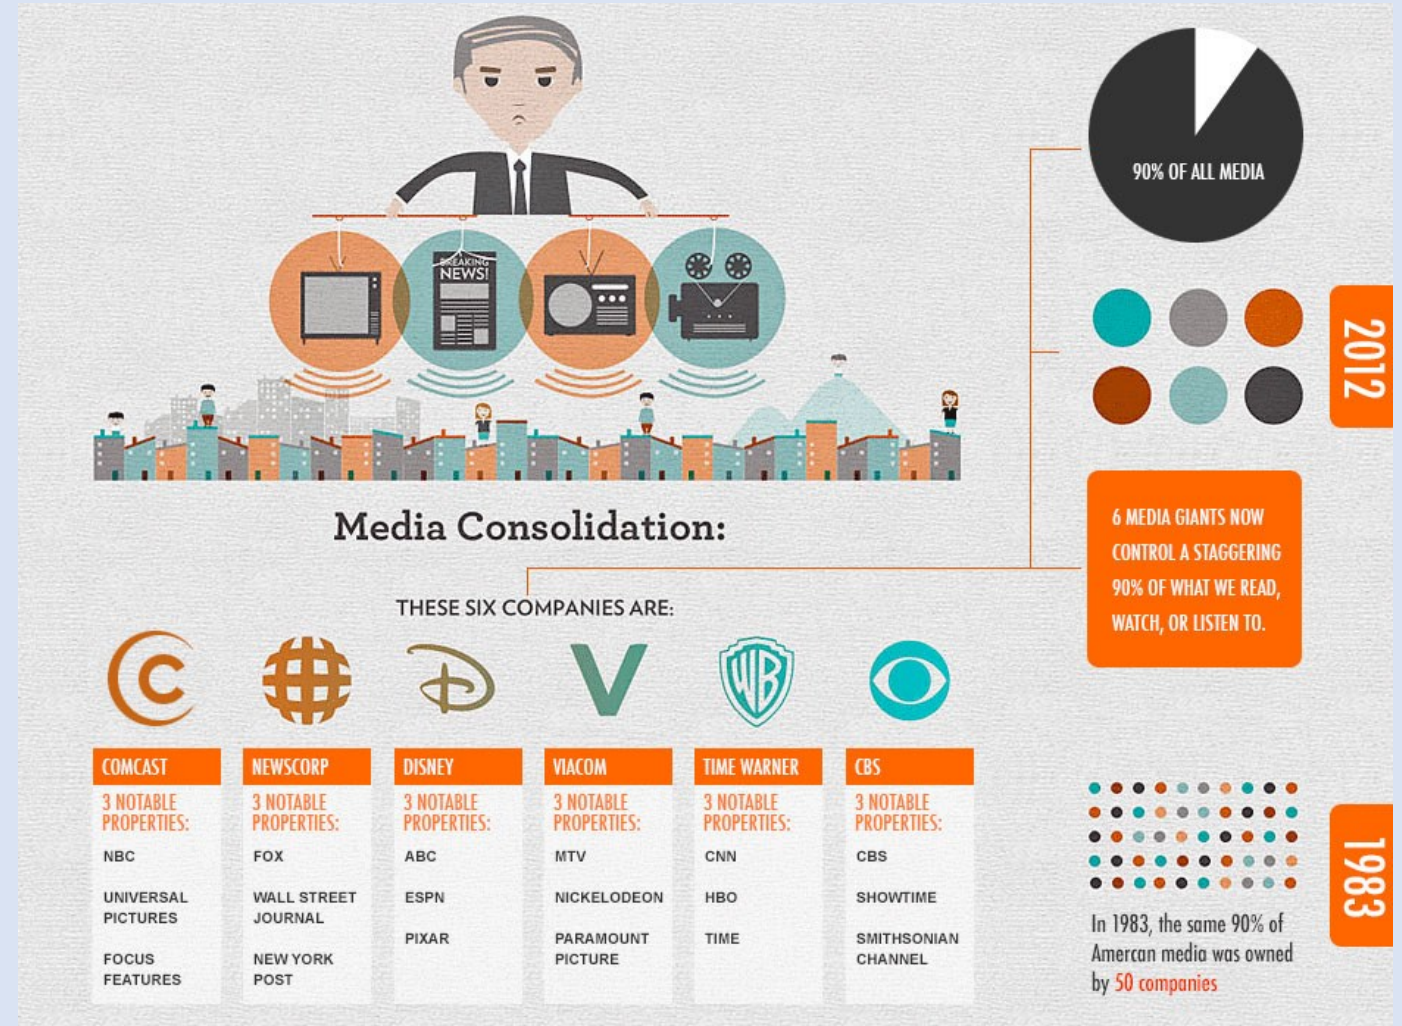 BREAKING
NEWS!
90% OF ALL MEDIA
2012
Media Consolidation:
6 MEDIA GIANTS NOW
CONTROL A STAGGERING
90% OF WHAT WE READ,
WATCH, OR LISTEN TO.
THESE SIX COMPANIES ARE:
C
D
V
WB
COMCAST
3 NOTABLE
PROPERTIES:
NBC
UNIVERSAL
PICTURES
FOCUS
FEATURES
NEWSCORP
3 NOTABLE
PROPERTIES:
FOX
WALL STREET
JOURNAL
NEW YORK
POST
DISNEY
3 NOTABLE
PROPERTIES:
ABC
ESPN
PIXAR
VIACOM
3 NOTABLE
PROPERTIES:
MTV
NICKELODEON
PARAMOUNT
PICTURE
TIME WARNER
3 NOTABLE
PROPERTIES:
CNN
HBO
TIME
CBS
3 NOTABLE
PROPERTIES:
CBS
SHOWTIME
SMITHSONIAN
CHANNEL
1983
In 1983, the same 90% of
Amercan media was owned
by 50 companies